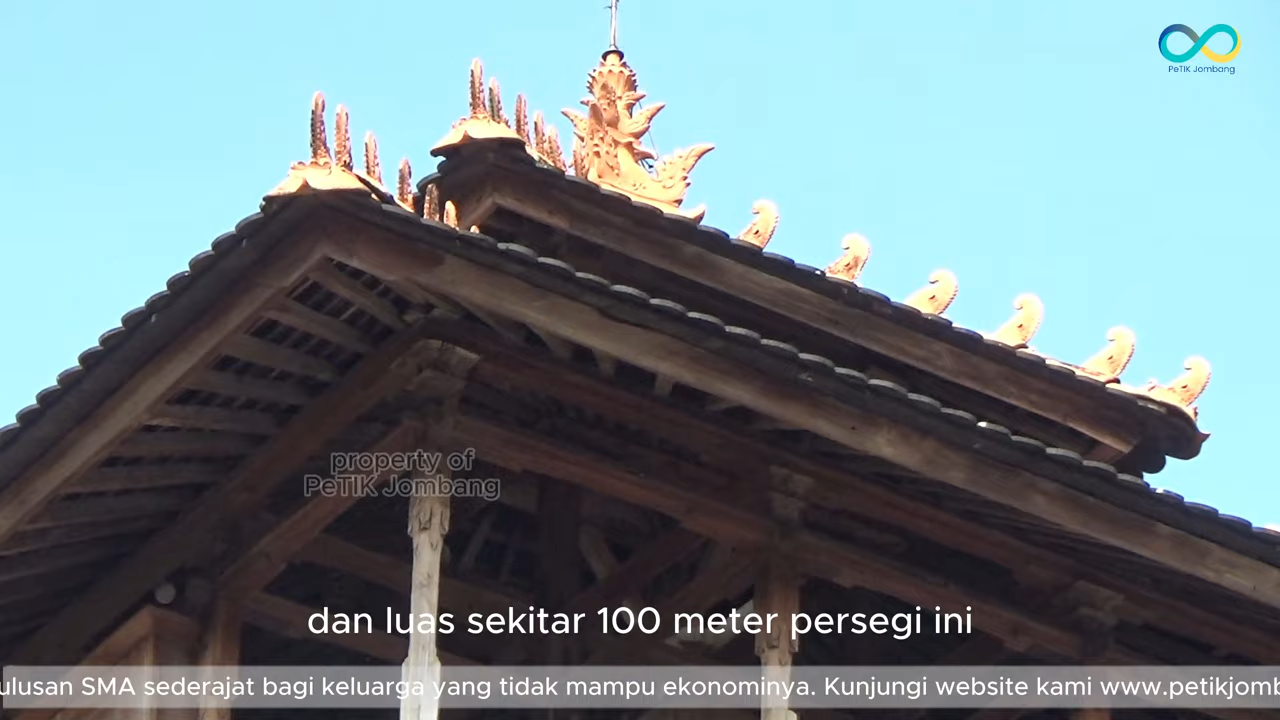 PeTIK Jombang
property of
PeTIK Jombang
dan luas sekitar 100 meter persegi ini
ulusan SMA sederajat bagi keluarga yang tidak mampu ekonominya. Kunjungi website kami www.petikjomb